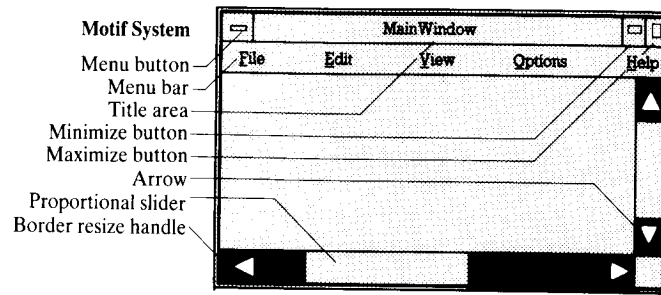 Motif System
MainWindow
Menu button
File Edit View Options Help
Menu bar
Title area
Minimize button
Maximize button
Arrow
Proportional slider
Border resize handle